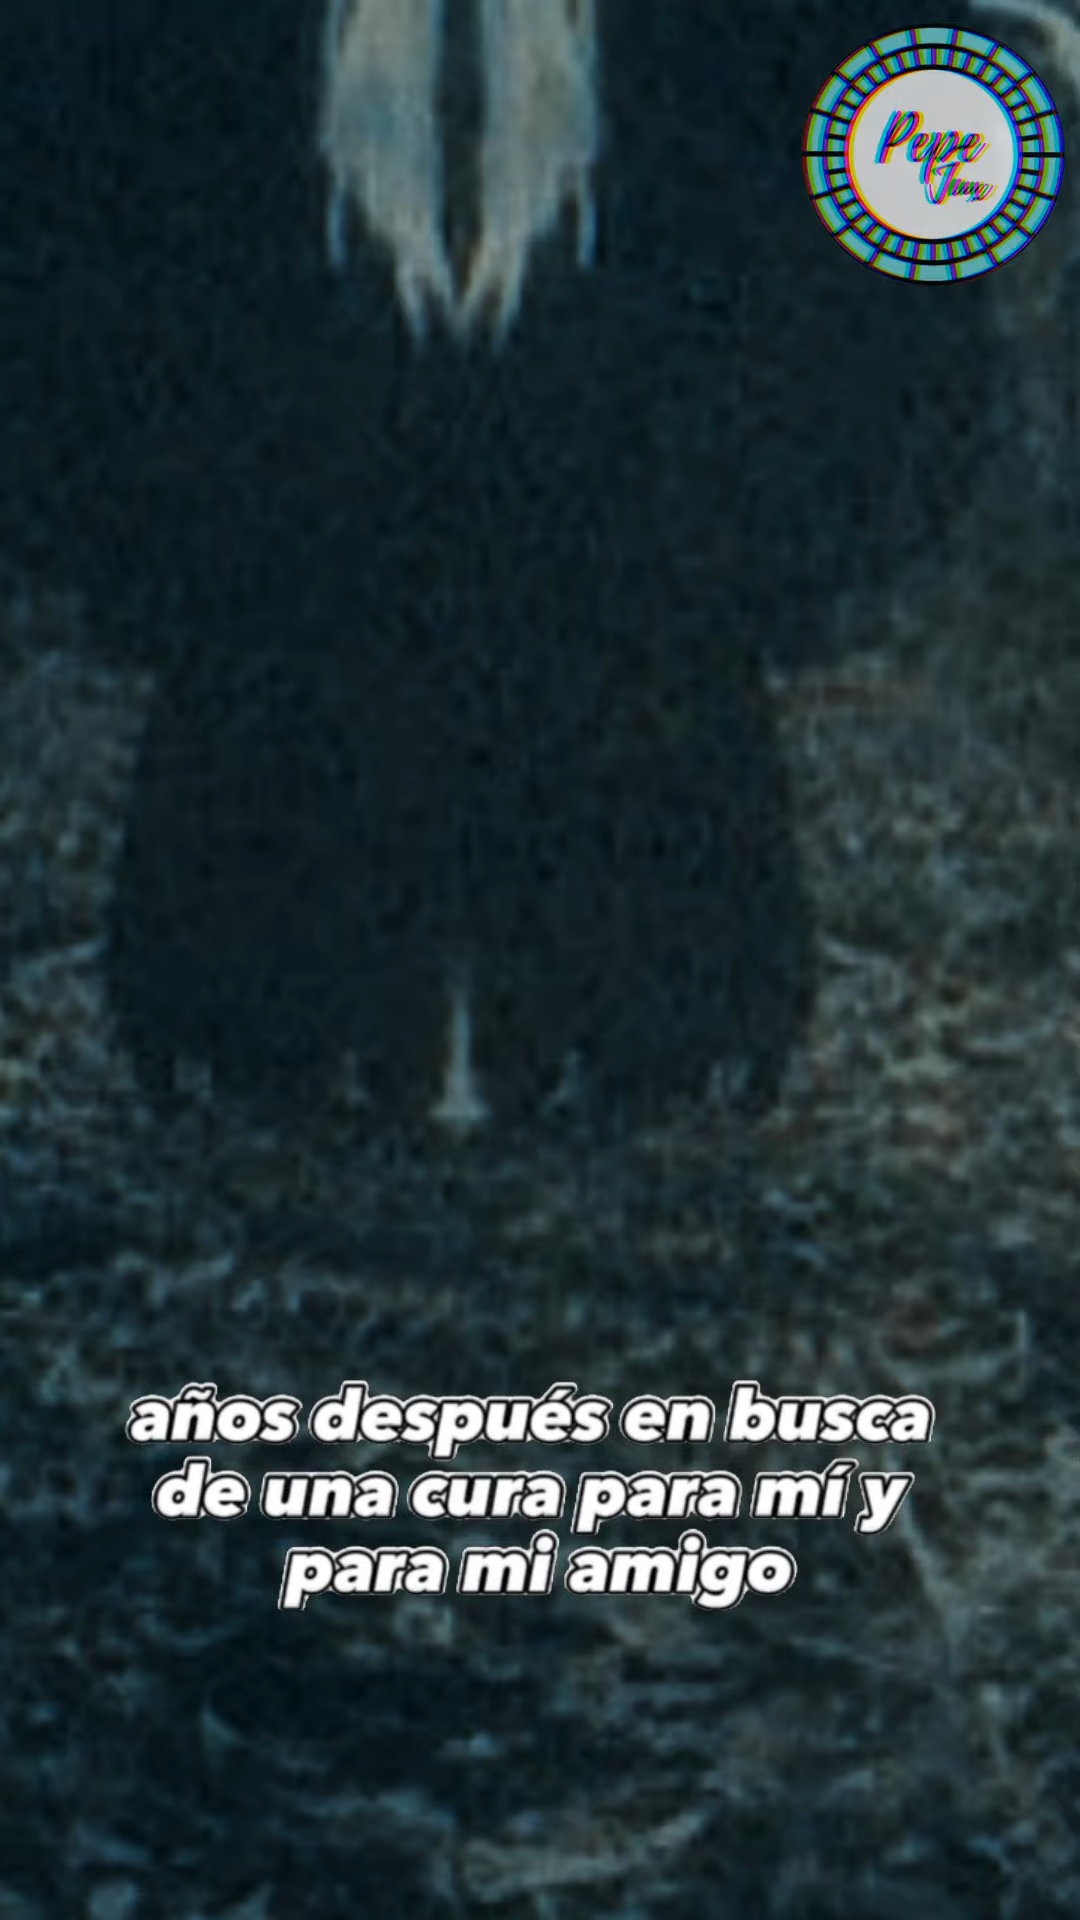 Pepe
años después en busca
de una cura para mí y
para mi amigo